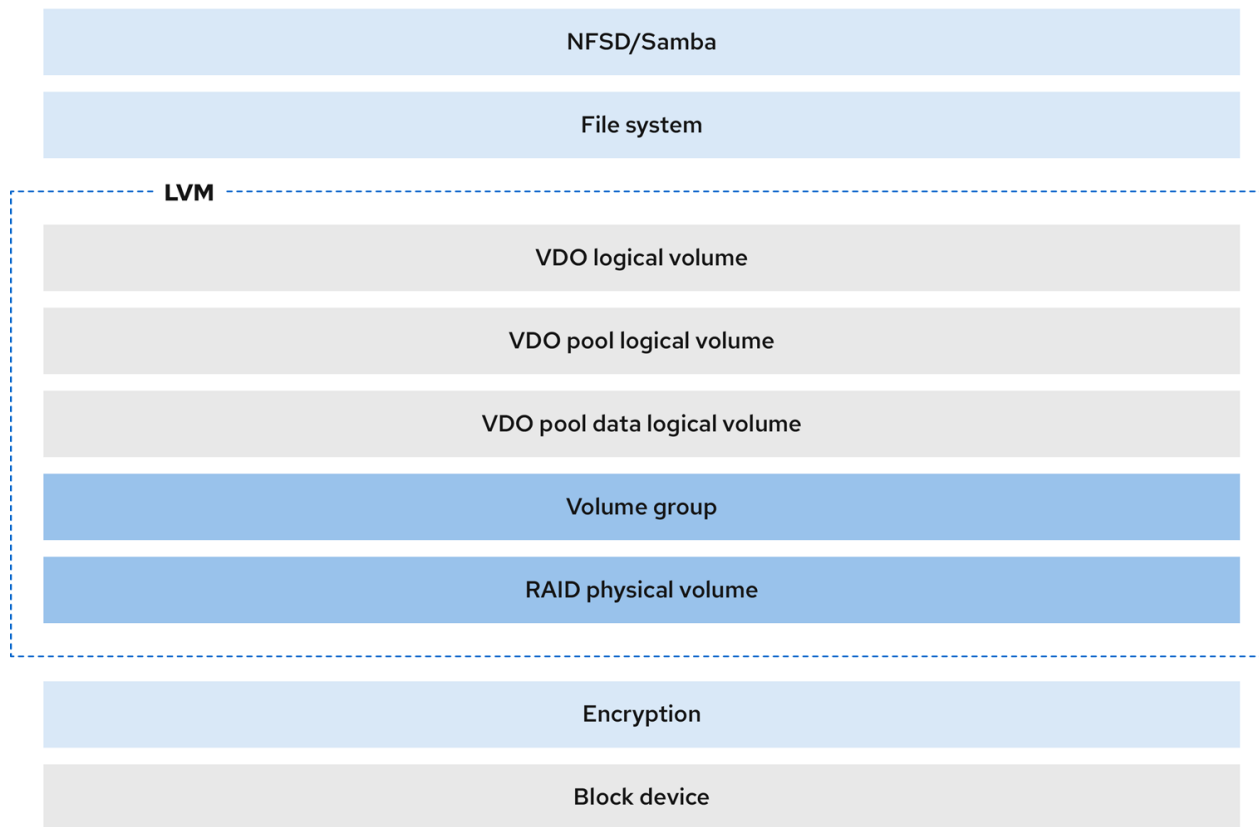 NFSD/Samba
File system
LVM
VDO logical volume
VDO pool logical volume
VDO pool data logical volume
Volume group
RAID physical volume
Encryption
Block device